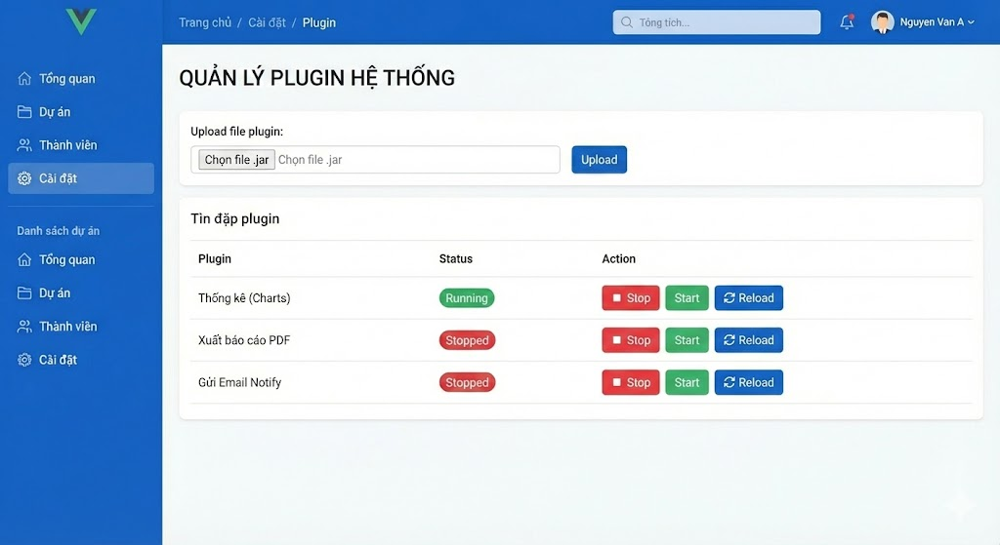 Trang chủ / Cài đặt / Plugin
Tông tích...
Nguyen Van A
Tổng quan
Dự án
Thành viên
Cài đặt
Danh sách dự án
Tổng quan
Dự án
Thành viên
Cài đặt
QUẢN LÝ PLUGIN HỆ THỐNG
Upload file plugin:
Chọn file .jar Chọn file .jar Upload
Tìn đặp plugin
Plugin Status Action
Thống kê (Charts) Running Stop Start Reload
Xuất báo cáo PDF Stopped Stop Start Reload
Gửi Email Notify Stopped Stop Start Reload